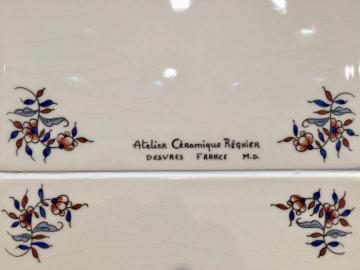 Atelier Céramique Régnier
DESVRES FRANCE M.D.